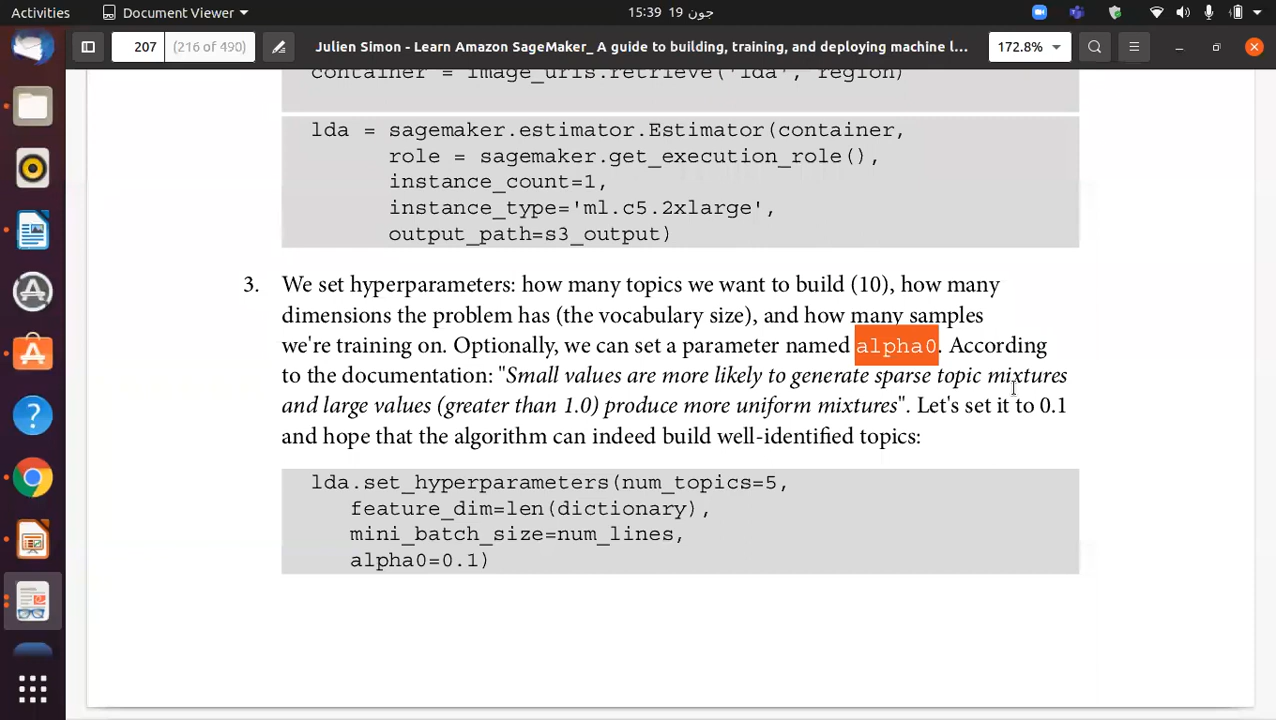 Activities
Document Viewer
15:39 19 جون
207
(216 of 490)
Julien Simon - Learn Amazon SageMaker_ A guide to building, training, and deploying machine l...
172.8%
container = image_uris.retrieve('lda', region)
lda = sagemaker.estimator.Estimator(container,
role = sagemaker.get_execution_role(),
instance_count=1,
instance_type='ml.c5.2xlarge',
output_path=s3_output)
3. We set hyperparameters: how many topics we want to build (10), how many
dimensions the problem has (the vocabulary size), and how many samples
we're training on. Optionally, we can set a parameter named alpha0. According
to the documentation: "Small values are more likely to generate sparse topic mixtures
and large values (greater than 1.0) produce more uniform mixtures". Let's set it to 0.1
and hope that the algorithm can indeed build well-identified topics:
lda.set_hyperparameters(num_topics=5,
feature_dim=len(dictionary),
mini_batch_size=num_lines,
alpha0=0.1)